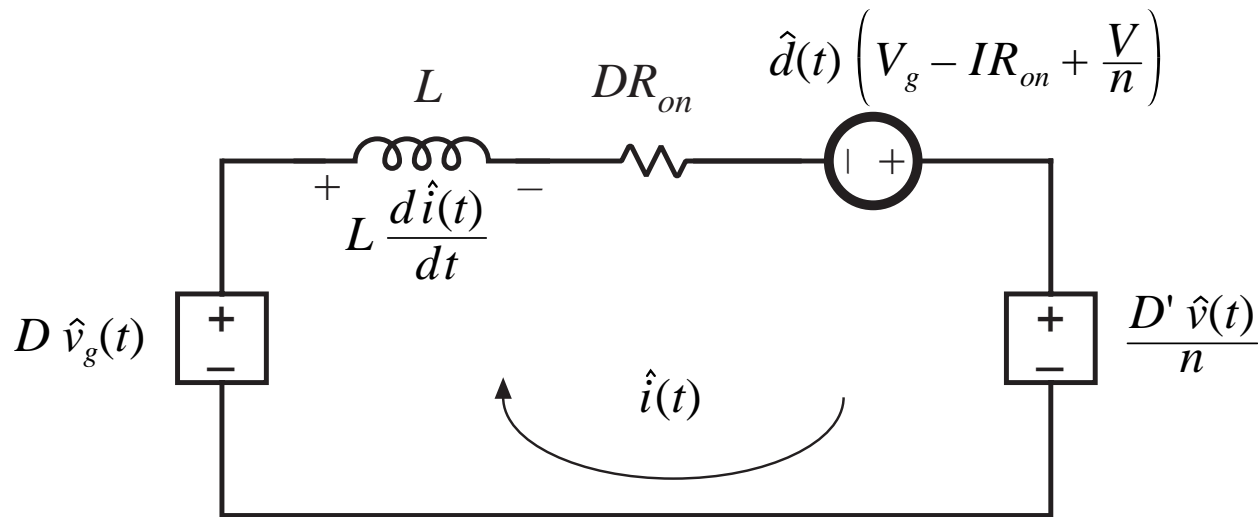 d̂(t) (V_g – IR_on + V/n)
L
DR_on
+ –
– +
L dî(t)/dt
D v̂_g(t)
+
–
+
–
D' v̂(t)/n
î(t)